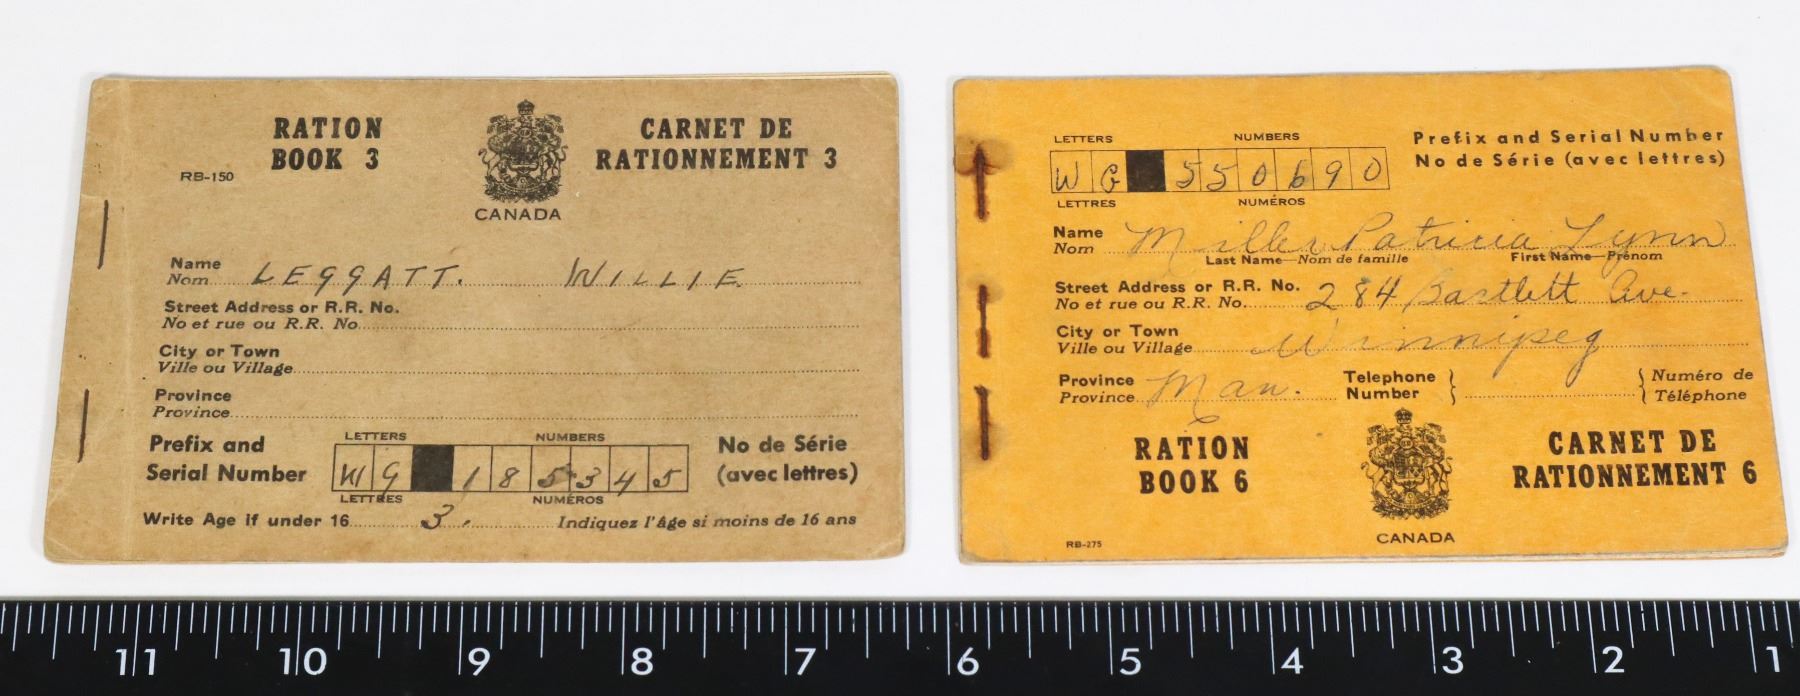 RATION BOOK 3
RB-150
CANADA
CARNET DE RATIONNEMENT 3
Name LEGGATT. WILLIE
Nom
Street Address or R.R. No.
No et rue ou R.R. No.
City or Town
Ville ou Village
Province
Province
Prefix and Serial Number
LETTERS NUMBERS
WG 185345
LETTRES NUMÉROS
No de Série (avec lettres)
Write Age if under 16 3. Indiquez l'âge si moins de 16 ans
LETTERS NUMBERS
WG 550690
LETTRES NUMÉROS
Prefix and Serial Number
No de Série (avec lettres)
Name Miller Patricia Lynn
Nom
Last Name—Nom de famille First Name—Prénom
Street Address or R.R. No. 284 Bartlett Ave.
No et rue ou R.R. No.
City or Town Winnipeg
Ville ou Village
Province Man. Telephone Number Numéro de Téléphone
Province
RATION BOOK 6
CANADA
CARNET DE RATIONNEMENT 6
RB-275
11 10 9 8 7 6 5 4 3 2 1